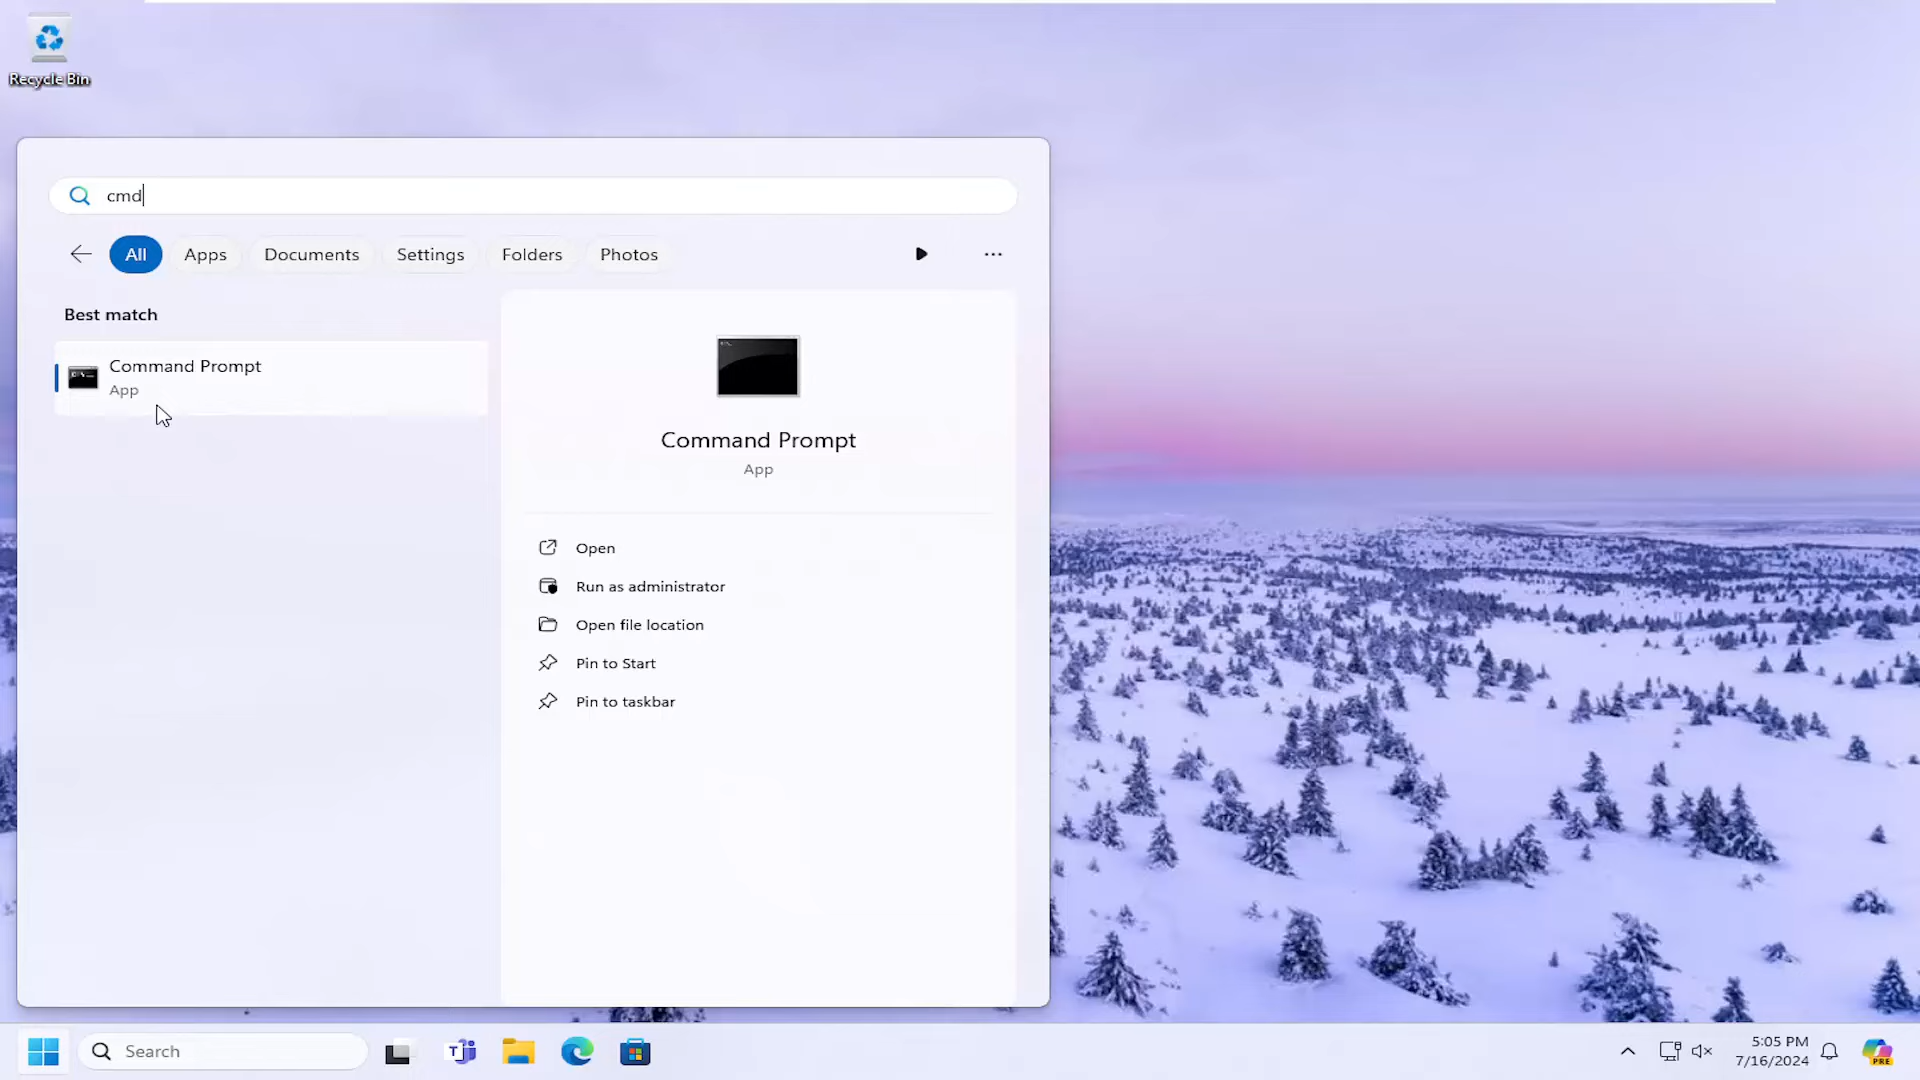 Recycle Bin
cmd
All Apps Documents Settings Folders Photos
Best match
Command Prompt
App
Command Prompt
App
Open
Run as administrator
Open file location
Pin to Start
Pin to taskbar
Search
5:05 PM
7/16/2024
PRE